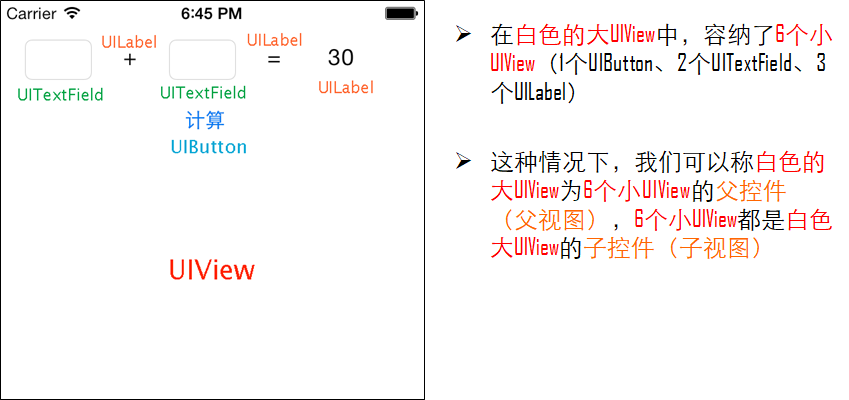 Carrier 6:45 PM
UILabel UILabel
+ = 30
UITextField UITextField UILabel
计算
UIButton
UIView
在白色的大UIView中，容纳了6个小
UIView（1个UIButton、2个UITextField、3
个UILabel）
这种情况下，我们可以称白色的
大UIView为6个小UIView的父控件
（父视图），6个小UIView都是白色
大UIView的子控件（子视图）